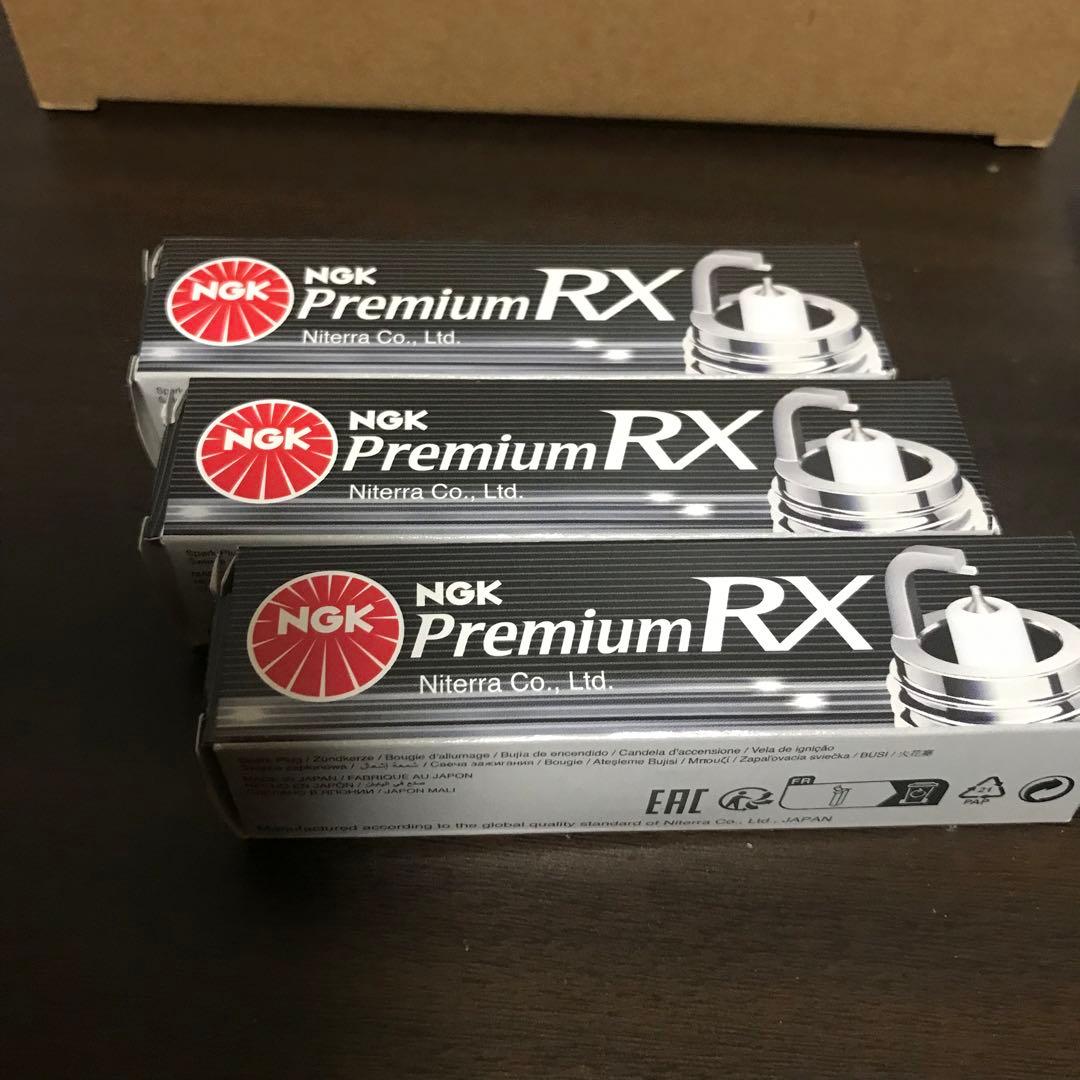 NGK
NGK
Premium RX
Niterra Co., Ltd.
Spark
NGK
NGK
Premium RX
Niterra Co., Ltd.
NGK
NGK
Premium RX
Niterra Co., Ltd.
Spark Plug / Zündkerze / Bougie d'allumage / Bujia de encendido / Candela d'accensione / Vela de ignição
Świeca zapłonowa / شمعة إشعال / Свеча зажигания / Bougie / Ateşleme Bujisi / Μπουζί / Zapaľovacia sviečka / BUSI / 火花塞
MADE IN JAPAN / FABRIQUE AU JAPON
HECHO EN JAPÓN / صنع في اليابان
СДЕЛАНО В ЯПОНИИ / JAPON MALI
EAC
FR
21
PAP
Manufactured according to the global quality standard of Niterra Co., Ltd., JAPAN